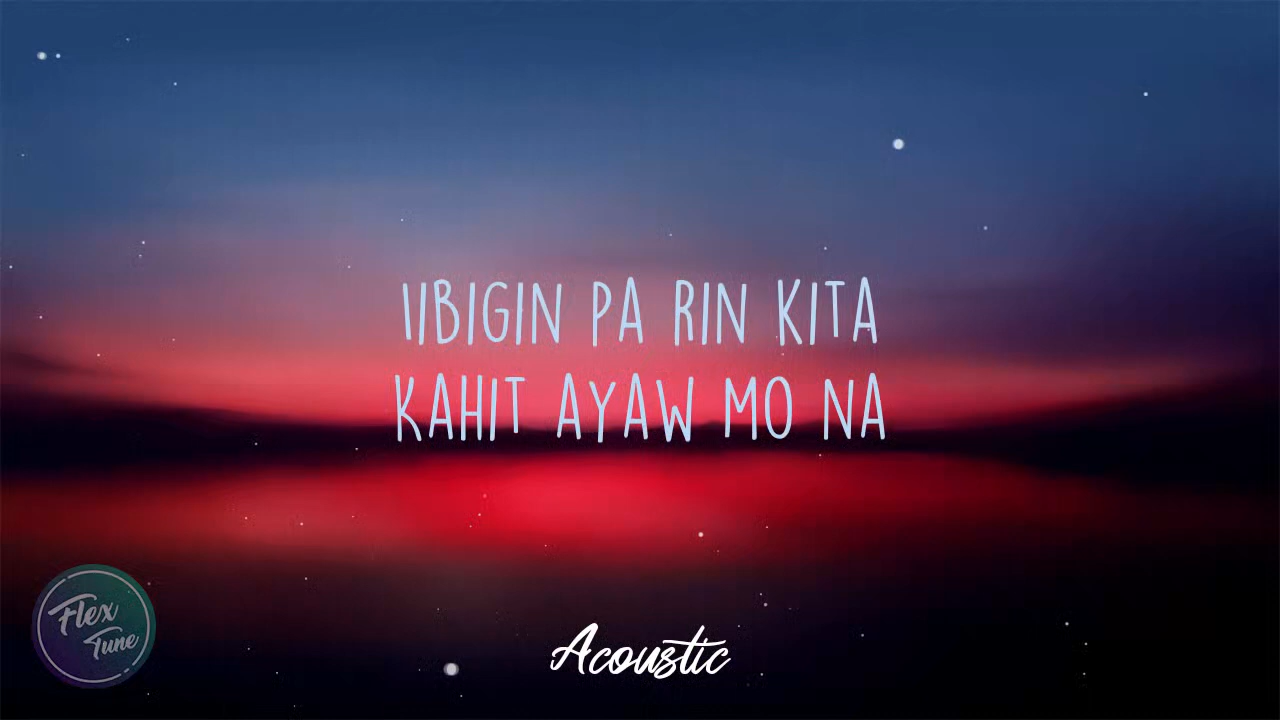 IIBIGIN PA RIN KITA
KAHIT AYAW MO NA
Flex
Tune
Acoustic